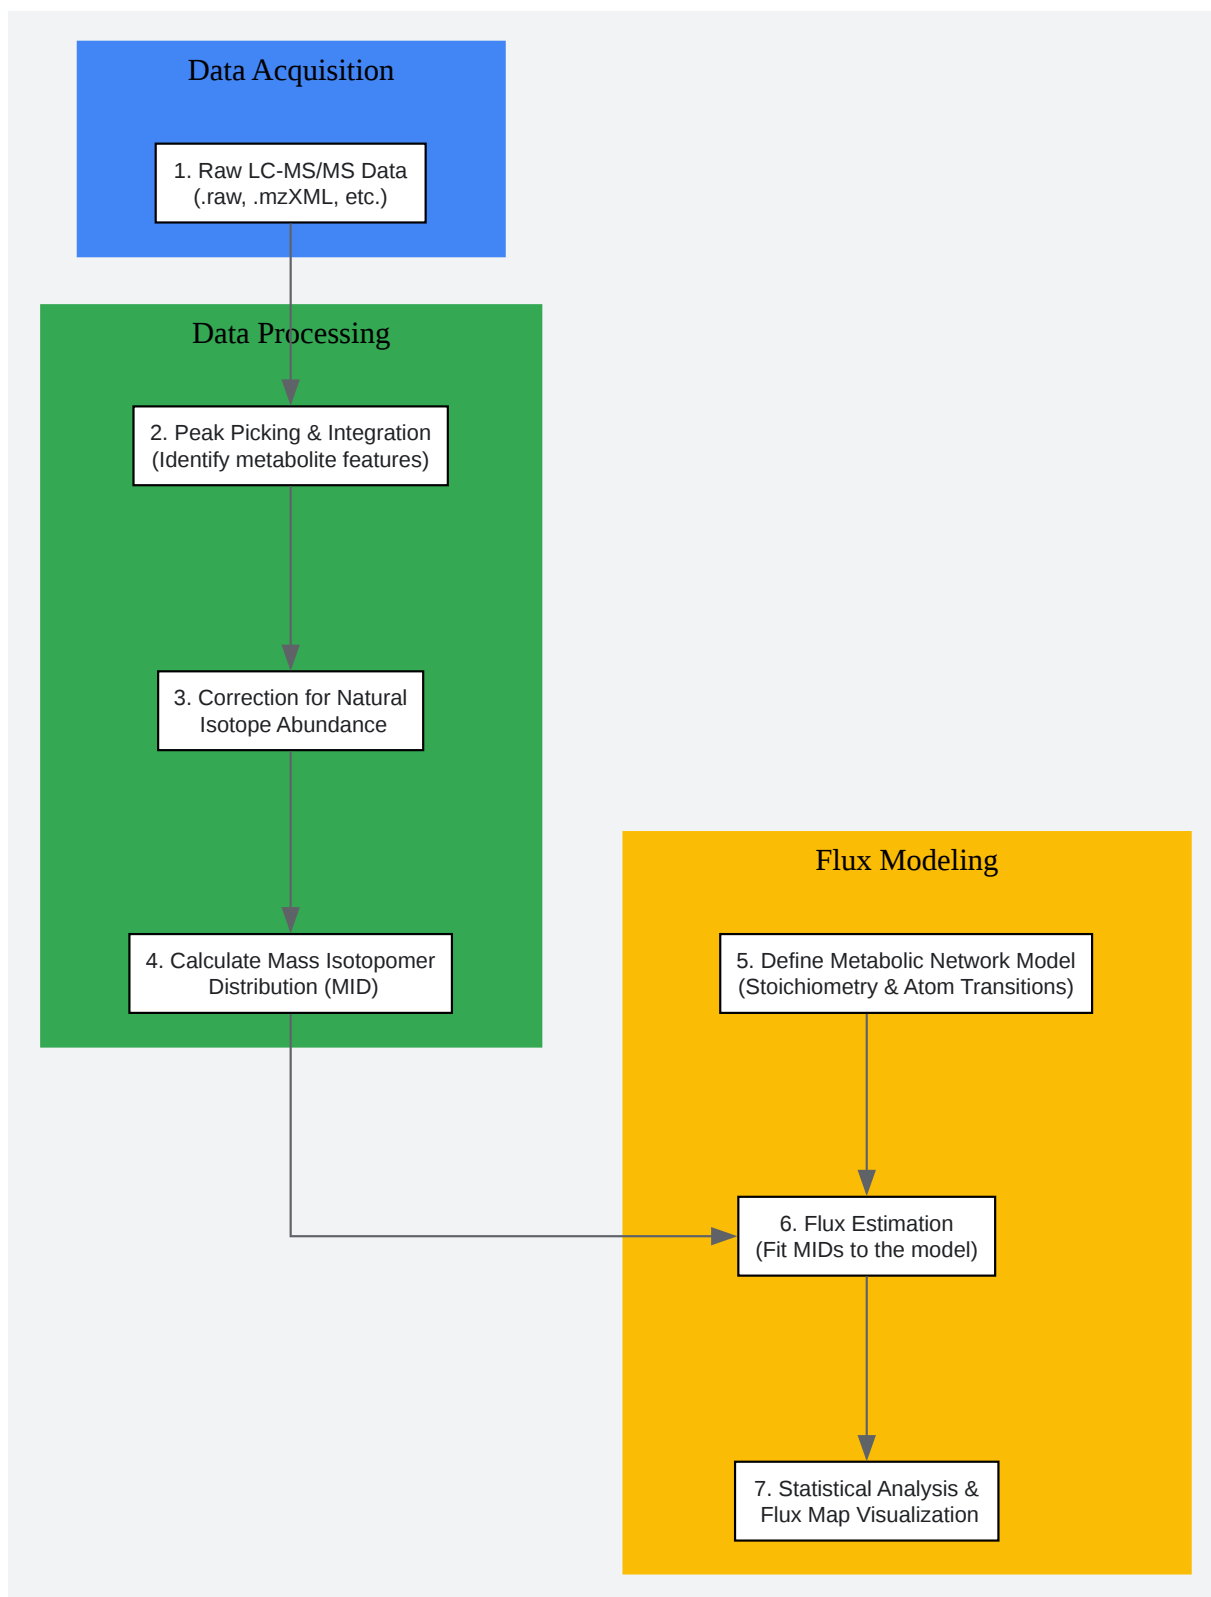 Data Acquisition
1. Raw LC-MS/MS Data
(.raw, .mzXML, etc.)
Data Processing
2. Peak Picking & Integration
(Identify metabolite features)
3. Correction for Natural
Isotope Abundance
4. Calculate Mass Isotopomer
Distribution (MID)
Flux Modeling
5. Define Metabolic Network Model
(Stoichiometry & Atom Transitions)
6. Flux Estimation
(Fit MIDs to the model)
7. Statistical Analysis &
Flux Map Visualization